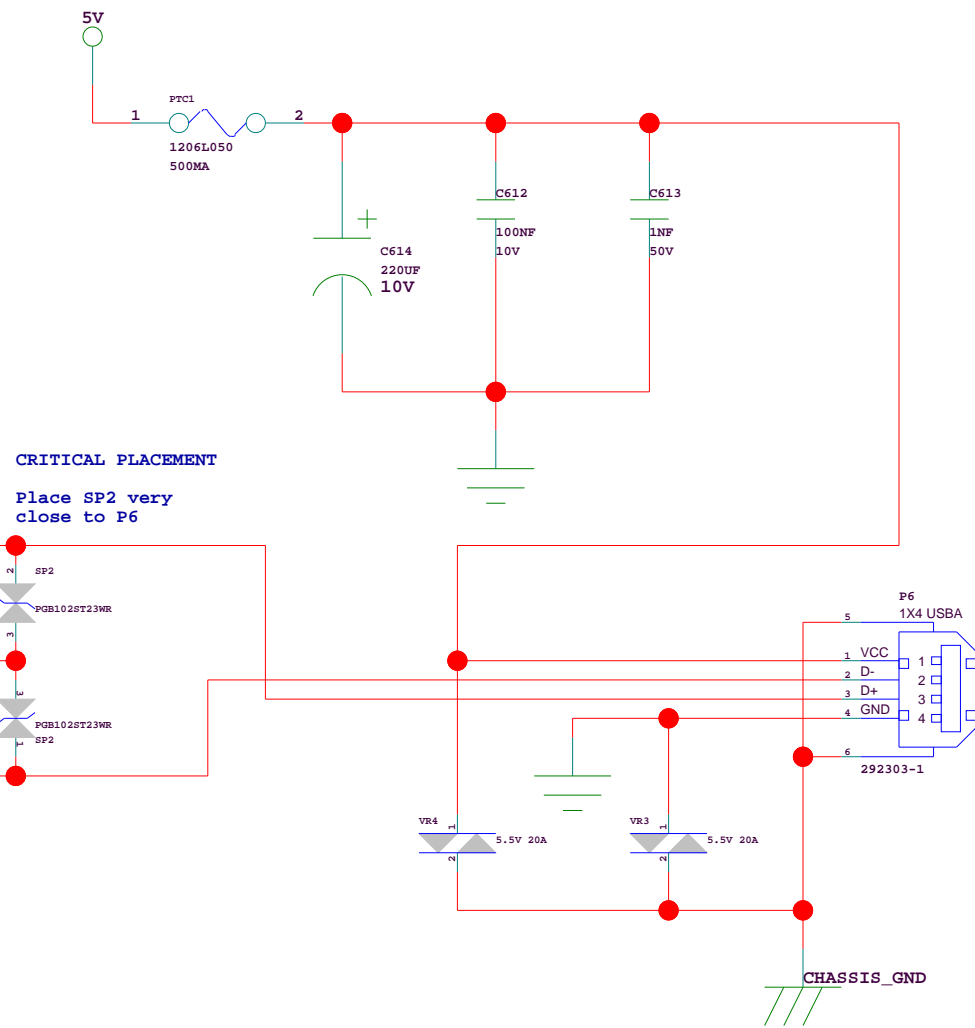 5V
PTC1
1 2
1206L050
500MA
C612
100NF
10V
C613
1NF
50V
C614
220UF
10V
CRITICAL PLACEMENT
Place SP2 very
close to P6
2 SP2
PGB102ST23WR
3
3
PGB102ST23WR
1 SP2
P6
1X4 USBA
5
1 VCC 1
2 D- 2
3 D+ 3
4 GND 4
6
292303-1
VR4 1
5.5V 20A
2
VR3 1
5.5V 20A
2
CHASSIS_GND